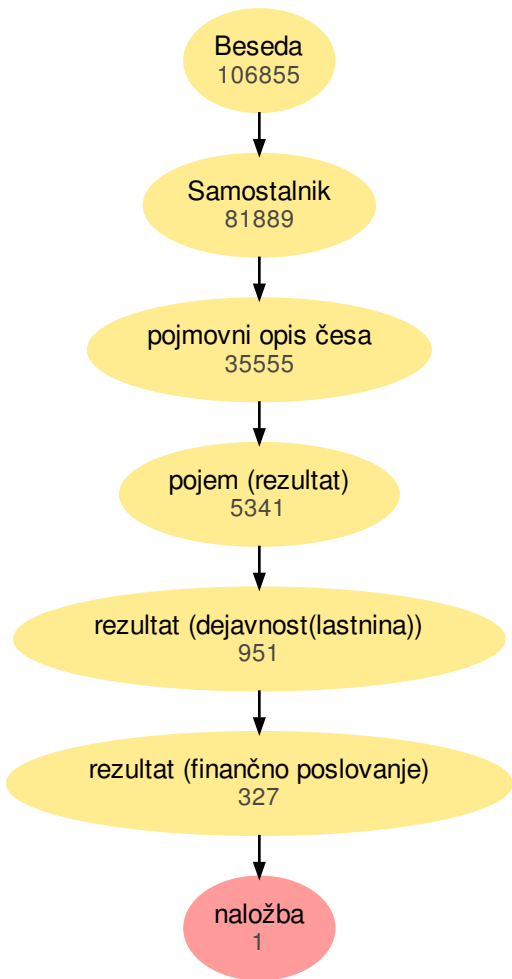 Beseda
106855
Samostalnik
81889
pojmovni opis česa
35555
pojem (rezultat)
5341
rezultat (dejavnost(lastnina))
951
rezultat (finančno poslovanje)
327
naložba
1